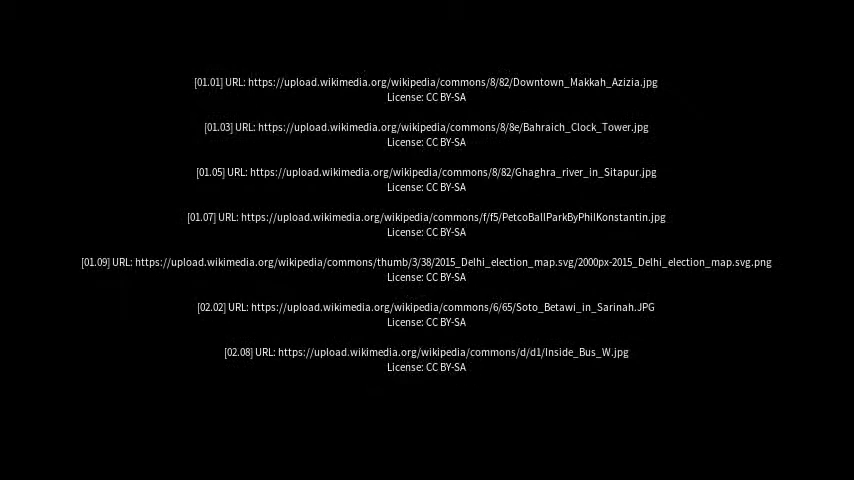 [01.01] URL: https://upload.wikimedia.org/wikipedia/commons/8/82/Downtown_Makkah_Azizia.jpg
License: CC BY-SA
[01.03] URL: https://upload.wikimedia.org/wikipedia/commons/8/8e/Bahraich_Clock_Tower.jpg
License: CC BY-SA
[01.05] URL: https://upload.wikimedia.org/wikipedia/commons/8/82/Ghaghra_river_in_Sitapur.jpg
License: CC BY-SA
[01.07] URL: https://upload.wikimedia.org/wikipedia/commons/f/f5/PetcoBallParkByPhilKonstantin.jpg
License: CC BY-SA
[01.09] URL: https://upload.wikimedia.org/wikipedia/commons/thumb/3/38/2015_Delhi_election_map.svg/2000px-2015_Delhi_election_map.svg.png
License: CC BY-SA
[02.02] URL: https://upload.wikimedia.org/wikipedia/commons/6/65/Soto_Betawi_in_Sarinah.JPG
License: CC BY-SA
[02.08] URL: https://upload.wikimedia.org/wikipedia/commons/d/d1/Inside_Bus_W.jpg
License: CC BY-SA